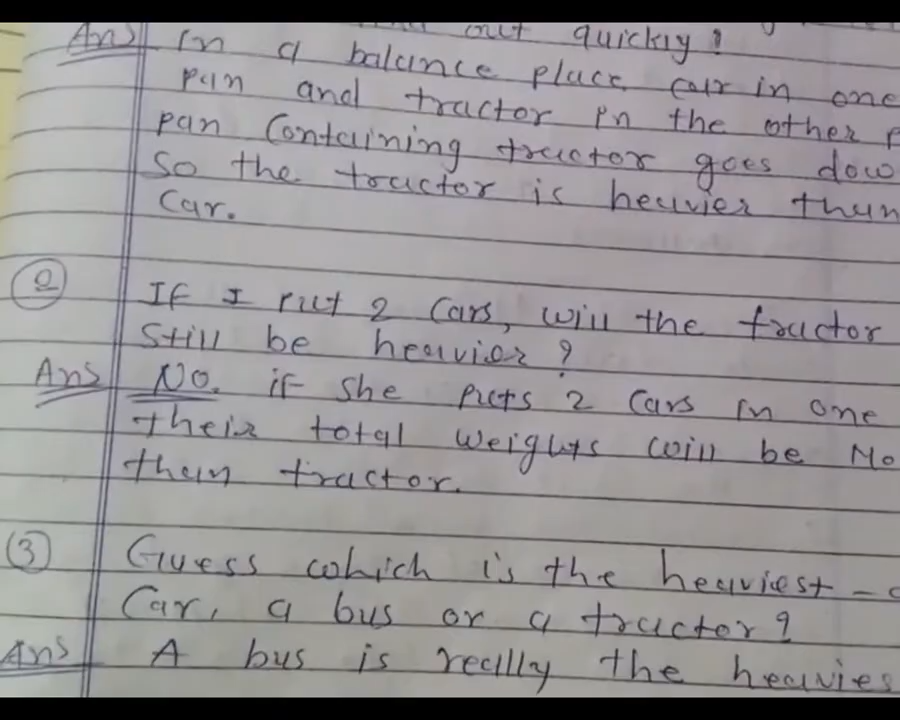 out quickly?
Ans In a balance place car in one
pan and tractor in the other p
pan Containing tractor goes dow
So the tractor is heavier than
Car.
2 If I put 2 Cars, will the tractor
Still be heavier?
Ans No. if she puts 2 Cars in one
their total weights will be Mo
than tractor.
3 Guess which is the heaviest - a
Car, a bus or a tractor?
Ans A bus is really the heavies